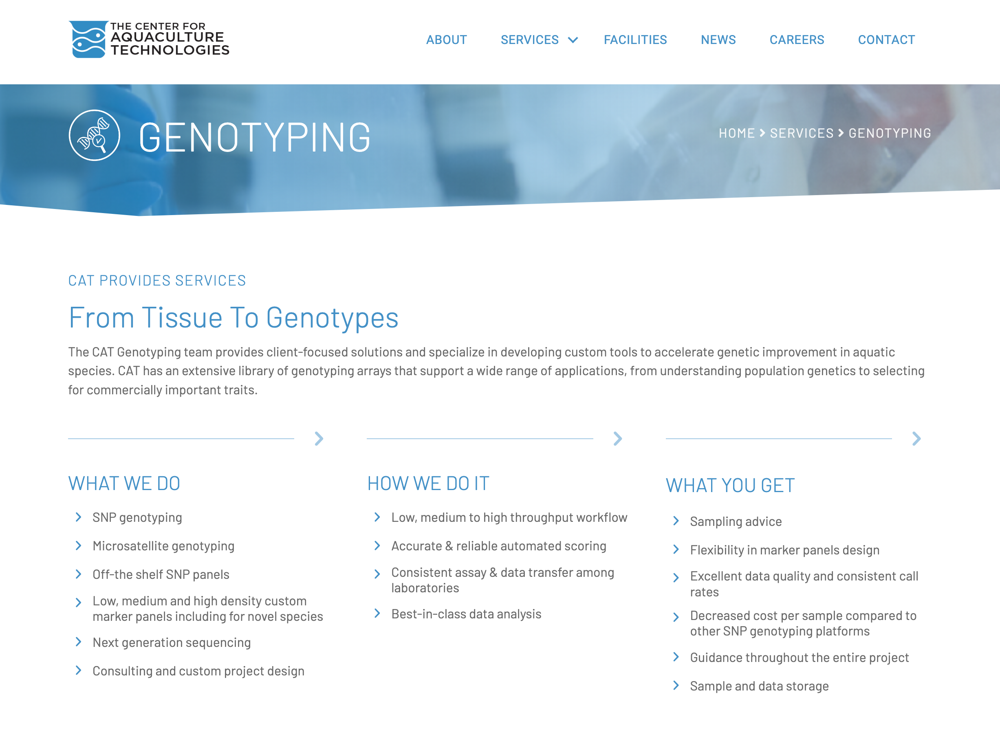 THE CENTER FOR
AQUACULTURE
TECHNOLOGIES
ABOUT
SERVICES
FACILITIES
NEWS
CAREERS
CONTACT
GENOTYPING
HOME > SERVICES > GENOTYPING
CAT PROVIDES SERVICES
From Tissue To Genotypes
The CAT Genotyping team provides client-focused solutions and specialize in developing custom tools to accelerate genetic improvement in aquatic
species. CAT has an extensive library of genotyping arrays that support a wide range of applications, from understanding population genetics to selecting
for commercially important traits.
WHAT WE DO
SNP genotyping
Microsatellite genotyping
Off-the shelf SNP panels
Low, medium and high density custom
marker panels including for novel species
Next generation sequencing
Consulting and custom project design
HOW WE DO IT
Low, medium to high throughput workflow
Accurate & reliable automated scoring
Consistent assay & data transfer among
laboratories
Best-in-class data analysis
WHAT YOU GET
Sampling advice
Flexibility in marker panels design
Excellent data quality and consistent call
rates
Decreased cost per sample compared to
other SNP genotyping platforms
Guidance throughout the entire project
Sample and data storage